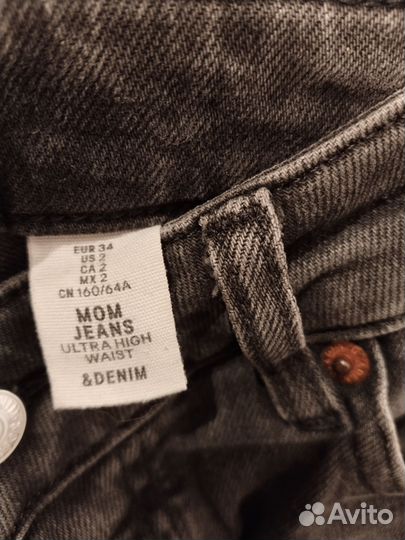 EUR 34
US 2
CA 2
MX 2
CN 160/64A
MOM
JEANS
ULTRA HIGH
WAIST
&DENIM
Avito